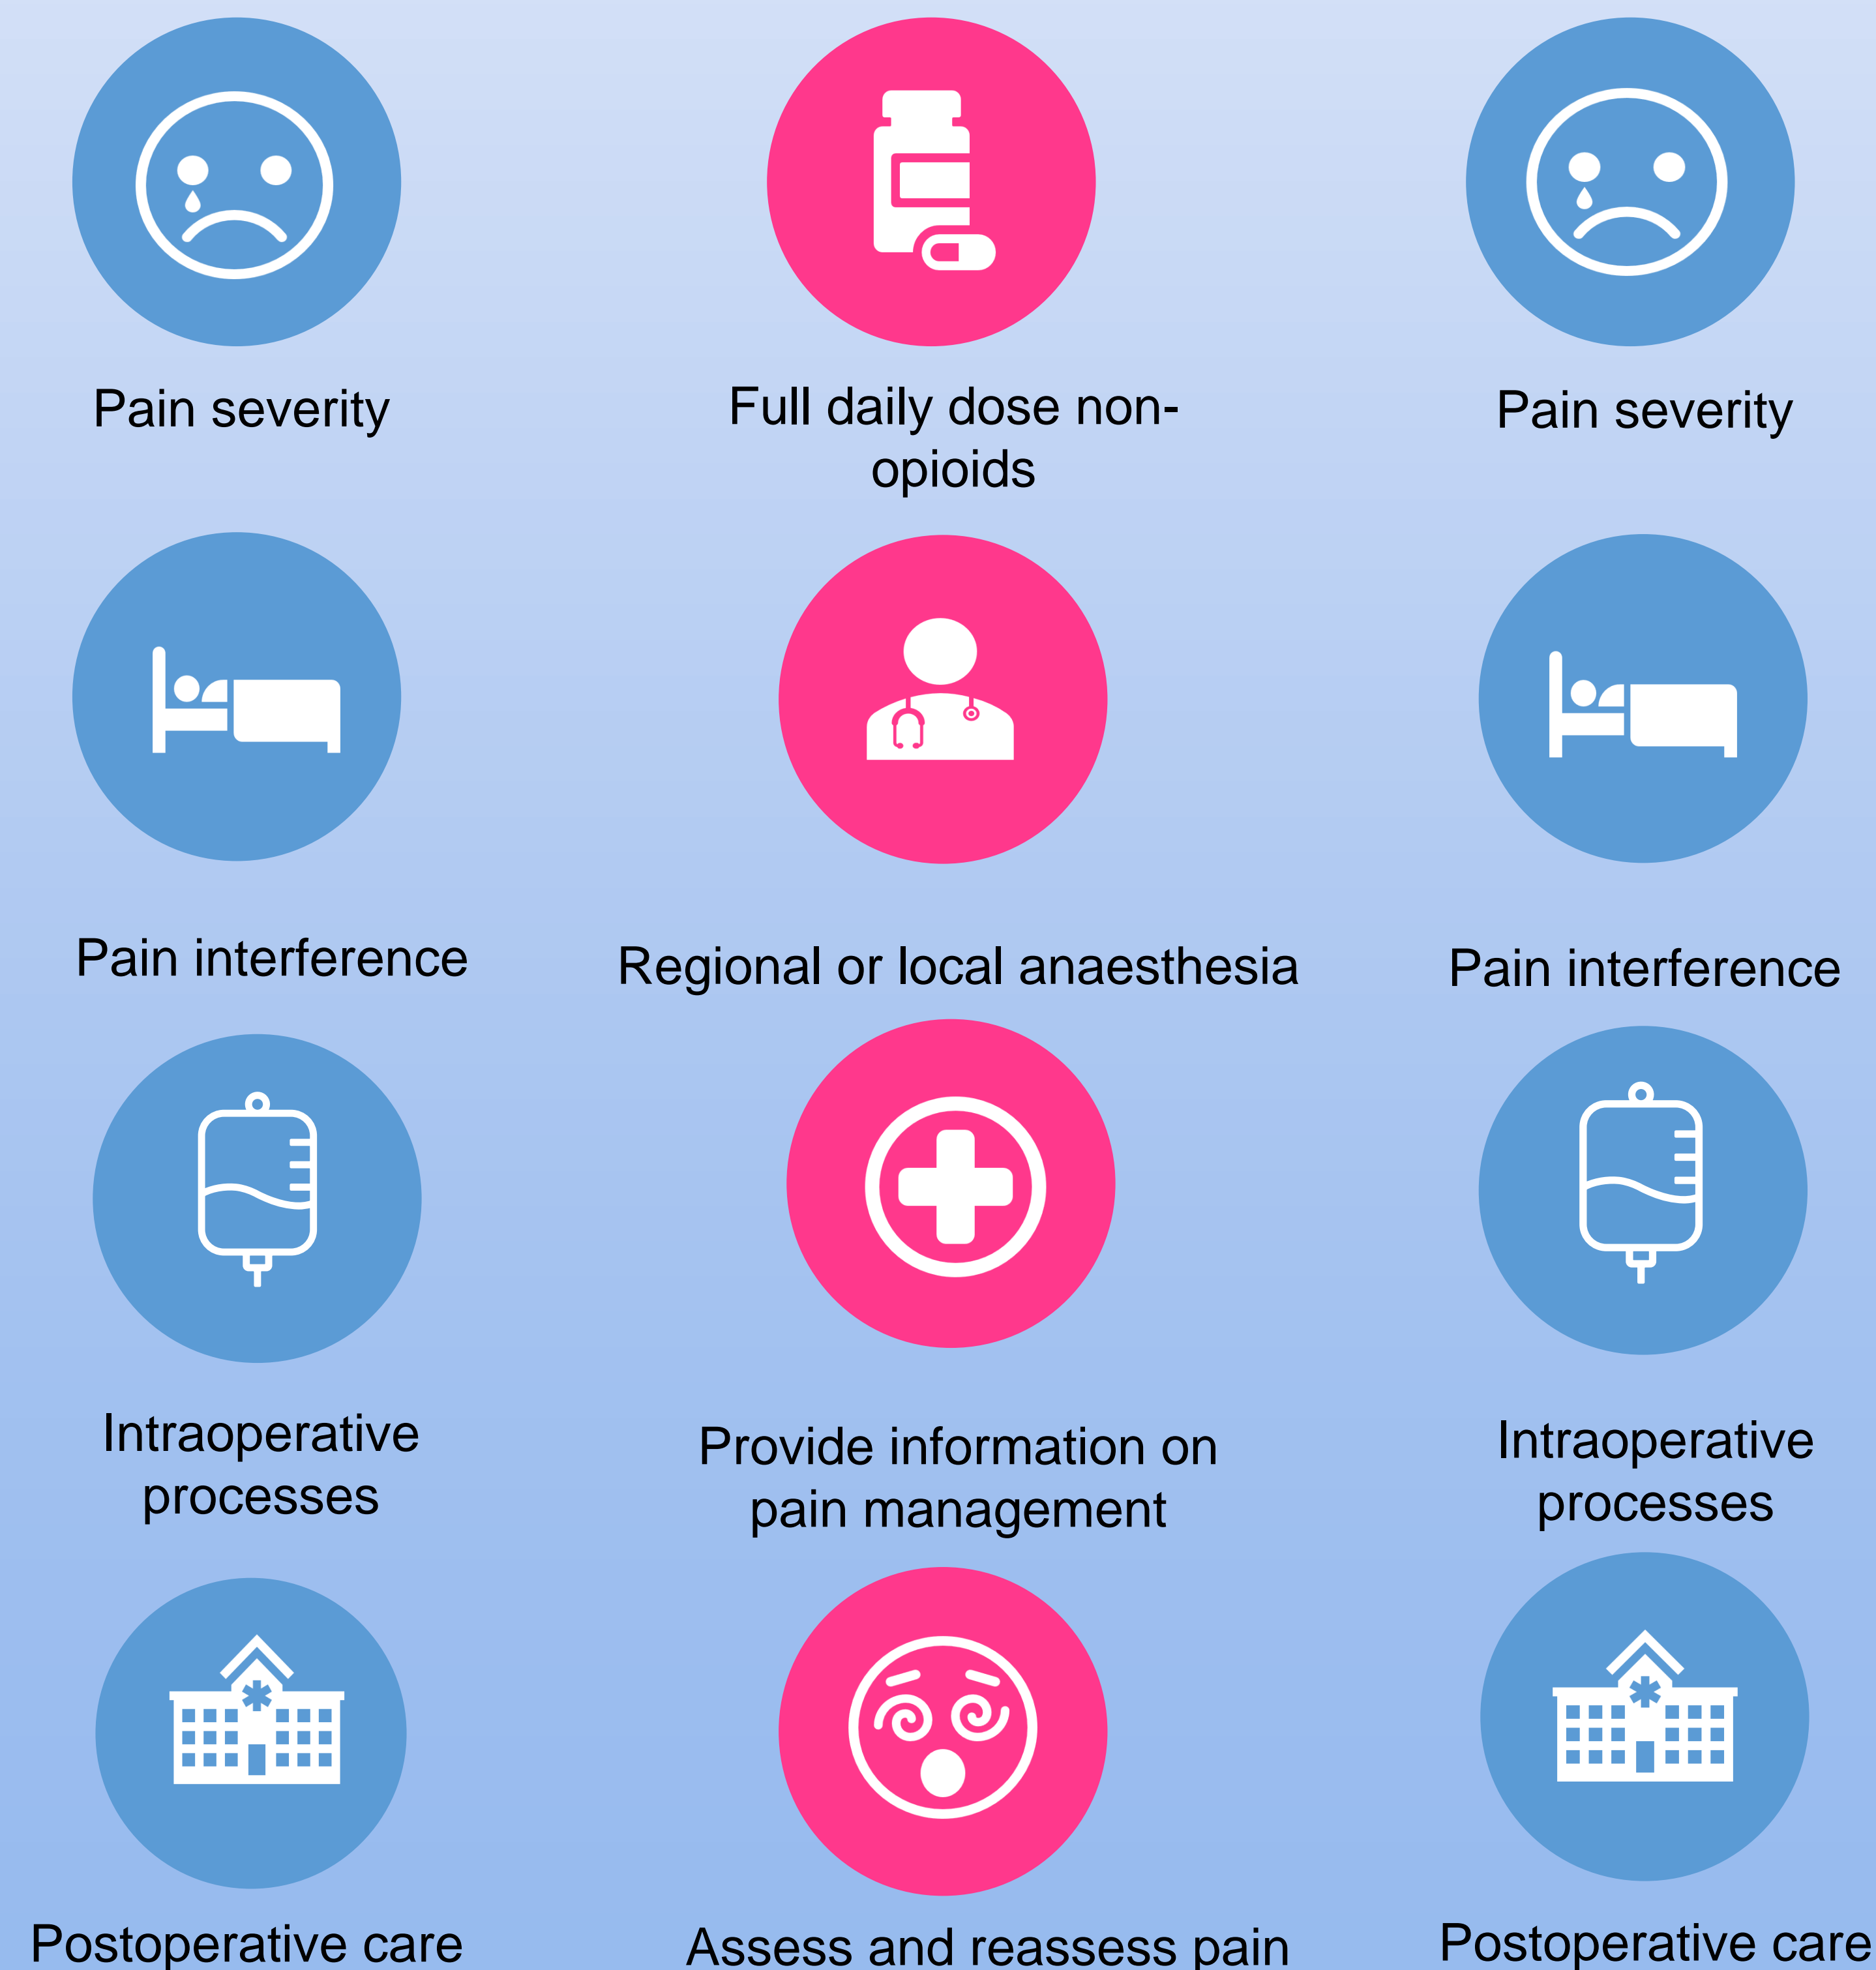 Pain severity
Full daily dose non-
opioids
Pain severity
Pain interference
Regional or local anaesthesia
Pain interference
Intraoperative
processes
Provide information on
pain management
Intraoperative
processes
Postoperative care
Assess and reassess pain
Postoperative care